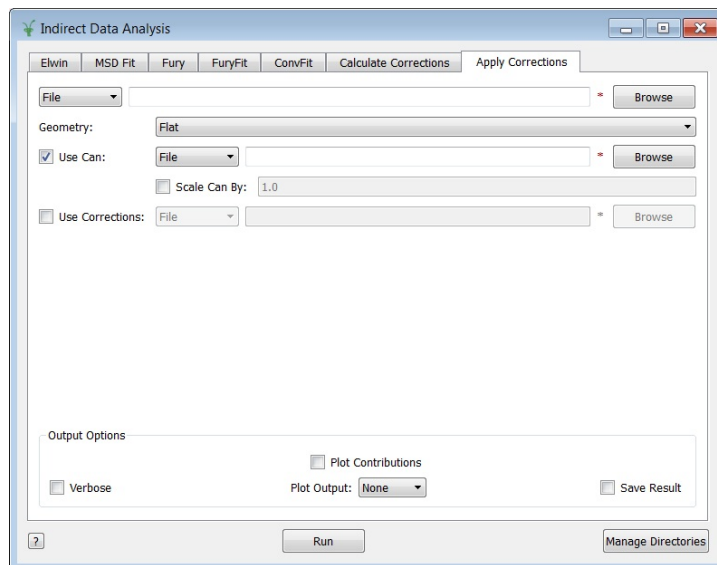 Indirect Data Analysis
Elwin MSD Fit Fury FuryFit ConvFit Calculate Corrections Apply Corrections
File * Browse
Geometry: Flat
Use Can: File * Browse
Scale Can By: 1.0
Use Corrections: File * Browse
Output Options
Plot Contributions
Verbose Plot Output: None Save Result
? Run Manage Directories